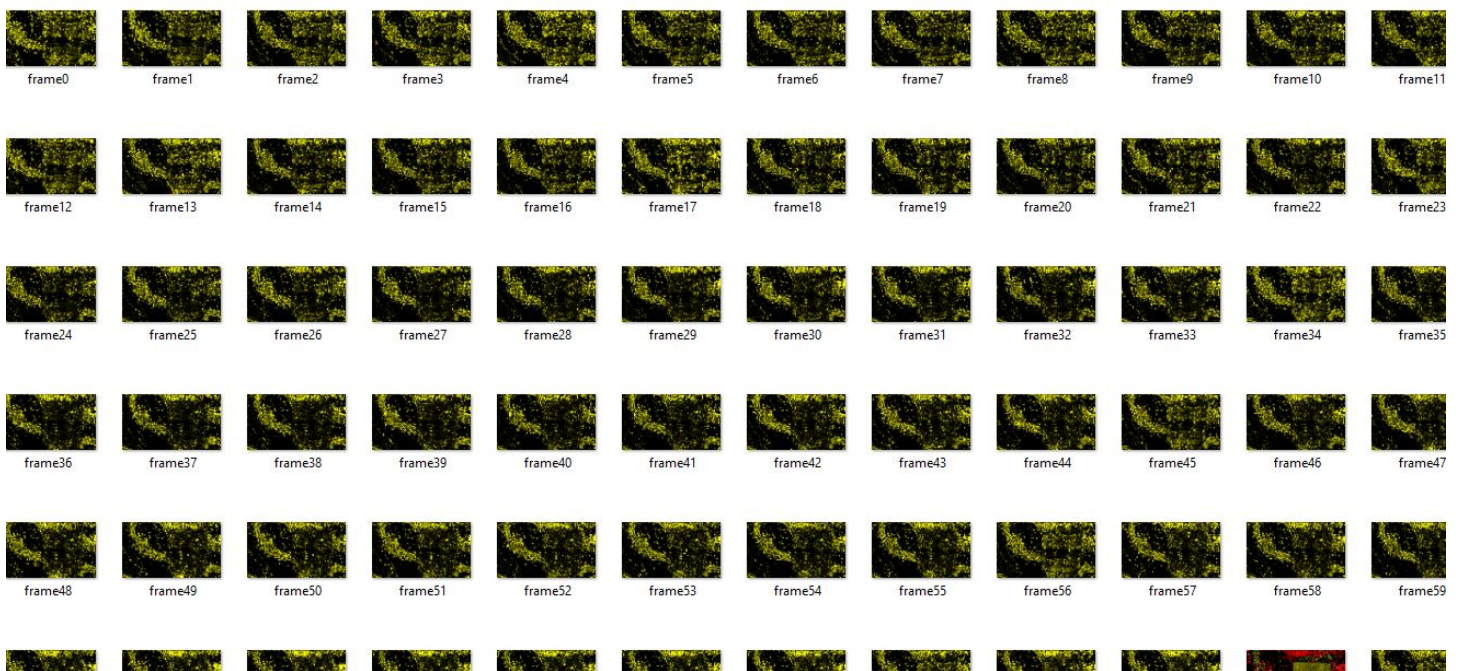 frame0 frame1 frame2 frame3 frame4 frame5 frame6 frame7 frame8 frame9 frame10 frame11
frame12 frame13 frame14 frame15 frame16 frame17 frame18 frame19 frame20 frame21 frame22 frame23
frame24 frame25 frame26 frame27 frame28 frame29 frame30 frame31 frame32 frame33 frame34 frame35
frame36 frame37 frame38 frame39 frame40 frame41 frame42 frame43 frame44 frame45 frame46 frame47
frame48 frame49 frame50 frame51 frame52 frame53 frame54 frame55 frame56 frame57 frame58 frame59